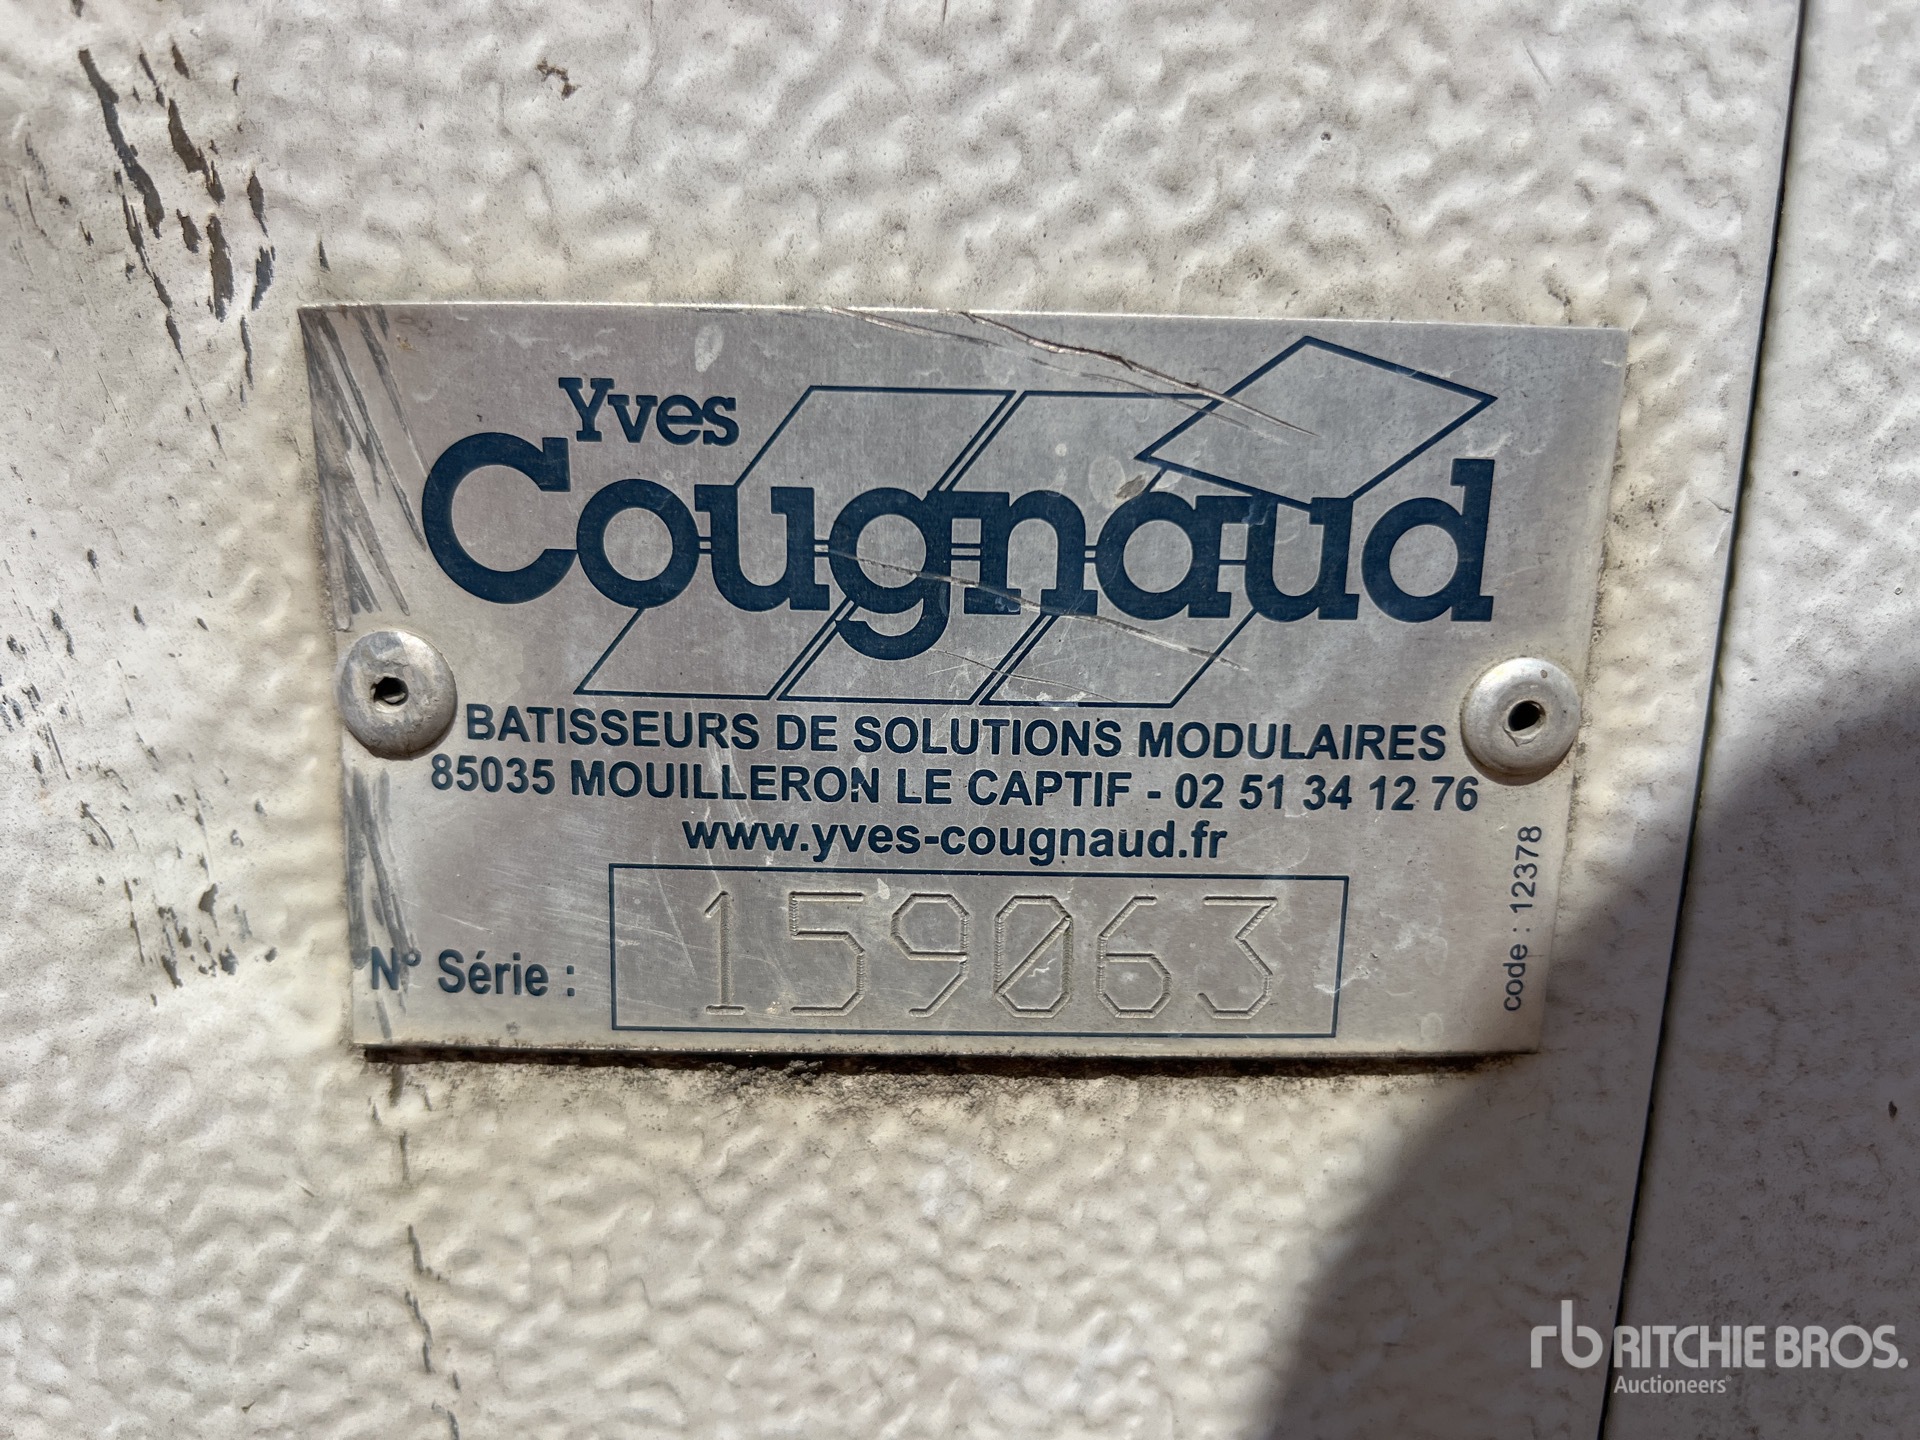 Yves
Cougnaud
BATISSEURS DE SOLUTIONS MODULAIRES
85035 MOUILLERON LE CAPTIF - 02 51 34 12 76
www.yves-cougnaud.fr
N° Série : 159063
code : 12378
rb RITCHIE BROS.
Auctioneers